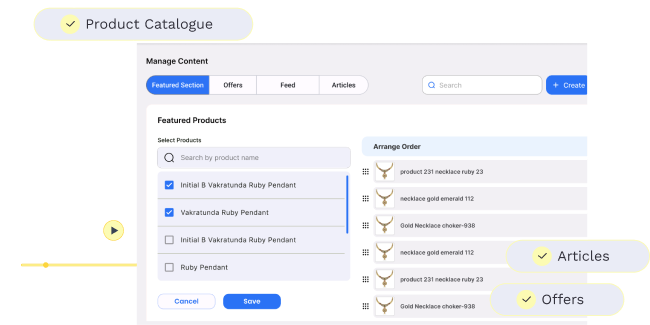 Product Catalogue
Manage Content
Featured Section Offers Feed Articles
Search
+ Create
Featured Products
Select Products
Search by product name
Initial B Vakratunda Ruby Pendant
Vakratunda Ruby Pendant
Initial B Vakratunda Ruby Pendant
Ruby Pendant
Cancel Save
Arrange Order
product 231 necklace ruby 23
necklace gold emerald 112
Gold Necklace choker-938
necklace gold emerald 112
product 231 necklace ruby 23
Gold Necklace choker-938
Articles
Offers